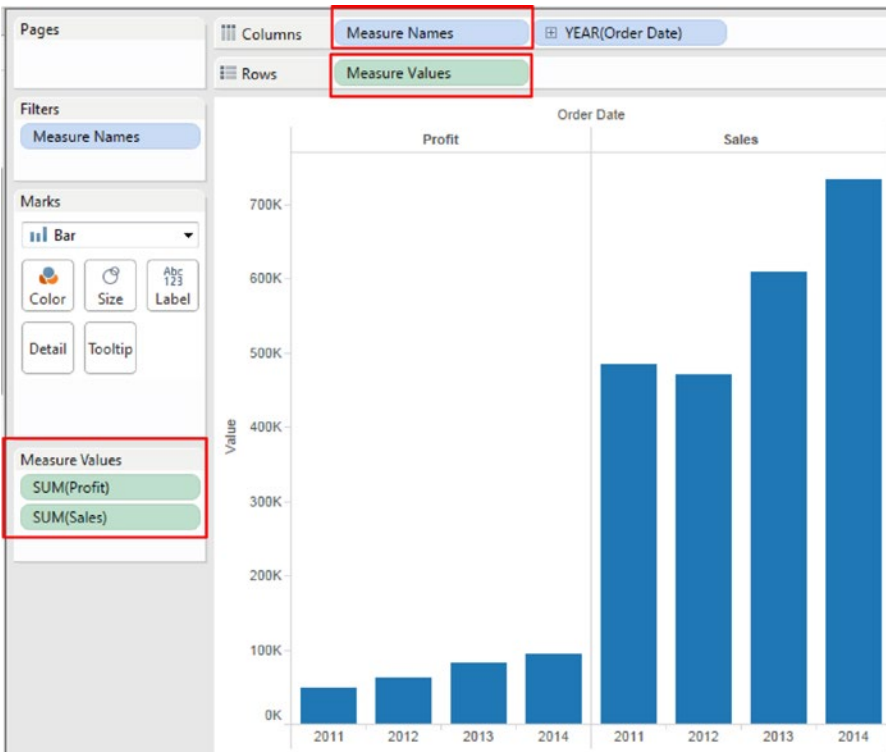 Pages
Columns Measure Names YEAR(Order Date)
Rows Measure Values
Filters
Measure Names
Marks
Bar
Color Size Abc 123 Label
Detail Tooltip
Measure Values
SUM(Profit)
SUM(Sales)
Order Date
Profit Sales
Value
700K
600K
500K
400K
300K
200K
100K
0K
2011 2012 2013 2014 2011 2012 2013 2014